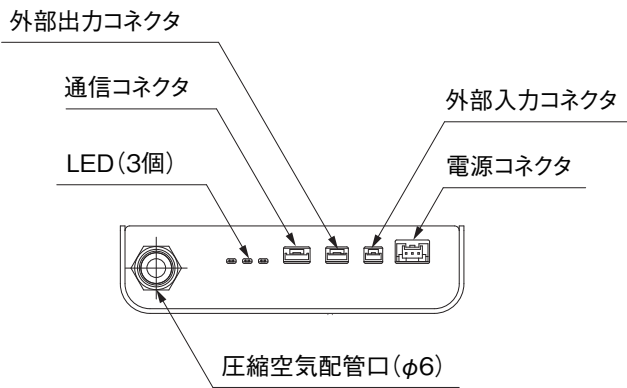 外部出力コネクタ
通信コネクタ
外部入力コネクタ
LED（3個）
電源コネクタ
圧縮空気配管口（φ6）